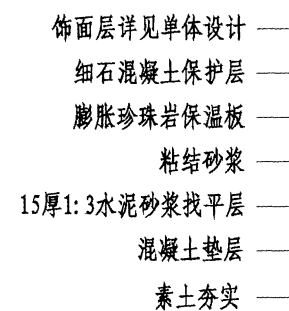 饰面层详见单体设计
细石混凝土保护层
膨胀珍珠岩保温板
粘结砂浆
15厚1:3水泥砂浆找平层
混凝土垫层
素土夯实